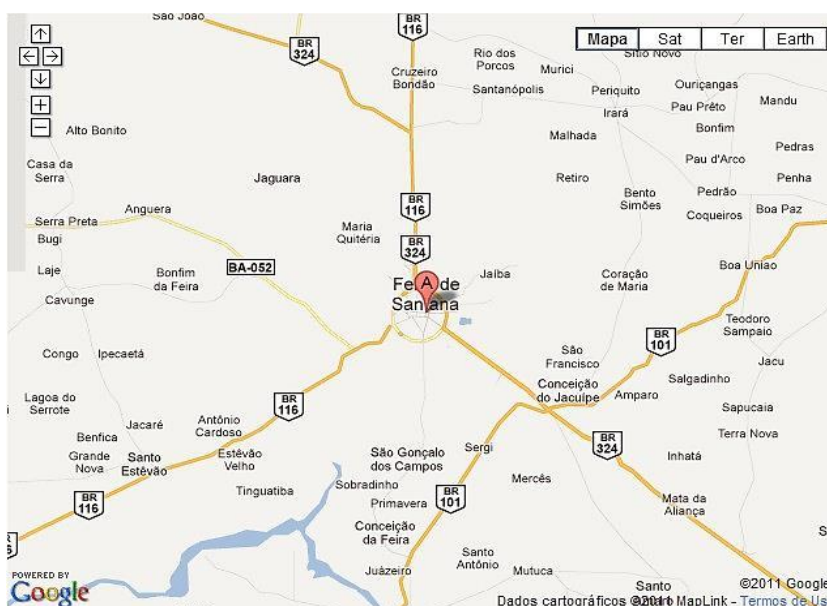 São João
BR
116
BR
324
Mapa
Sat
Ter
Earth
Rio dos
Porcos
Murici
Sítio Novo
Cruzeiro
Bondão
Santanópolis
Periquito
Ouriçangas
Irará
Pau Prêto
Mandu
Alto Bonito
Malhada
Bonfim
Pedras
Casa da
Serra
Pau d'Arco
Jaguara
Retiro
Penha
Bento
Simões
Pedrão
Serra Preta
Anguera
BR
116
Coqueiros
Boa Paz
Maria
Quitéria
Bugi
BR
324
Laje
Bonfim
da Feira
BA-052
Feira de
Santana
A
Jaíba
Coração
de Maria
Boa Uniao
Cavunge
Teodoro
Sampaio
Congo
Ipecaetá
São
Francisco
BR
101
Jacu
Conceição
do Jacuípe
Salgadinho
Amparo
Lagoa do
Serrote
BR
116
Sapucaia
Jacaré
Antônio
Cardoso
Terra Nova
Benfica
BR
324
Grande
Nova
Santo
Estêvão
Estêvão
Velho
São Gonçalo
dos Campos
Sergi
Inhatá
Tinguatiba
Sobradinho
Mercês
BR
116
Primavera
BR
101
Mata da
Aliança
Conceição
da Feira
Juázeiro
Santo
Antônio
Mutuca
Santo
POWERED BY
Google
©2011 Google
Dados cartográficos ©2011 MapLink - Termos de Us